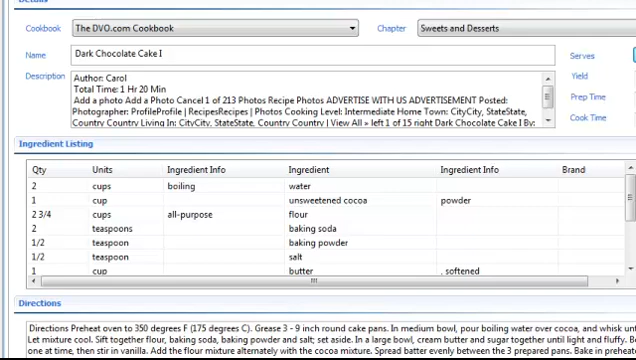 Details
Cookbook The DVO.com Cookbook Chapter Sweets and Desserts
Name Dark Chocolate Cake I Serves
Description Author: Carol Yield
Total Time: 1 Hr 20 Min
Add a photo Add a Photo Cancel 1 of 213 Photos Recipe Photos ADVERTISE WITH US ADVERTISEMENT Posted: Prep Time
Photographer: ProfileProfile | RecipesRecipes | Photos Cooking Level: Intermediate Home Town: CityCity, StateState,
Country Country Living In: CityCity, StateState, Country Country | View All » left 1 of 15 right Dark Chocolate Cake I By: Cook Time
Ingredient Listing
Qty Units Ingredient Info Ingredient Ingredient Info Brand
2 cups boiling water
1 cup unsweetened cocoa powder
2 3/4 cups all-purpose flour
2 teaspoons baking soda
1/2 teaspoon baking powder
1/2 teaspoon salt
1 cup butter , softened
Directions
Directions Preheat oven to 350 degrees F (175 degrees C). Grease 3 - 9 inch round cake pans. In medium bowl, pour boiling water over cocoa, and whisk un
Let mixture cool. Sift together flour, baking soda, baking powder and salt; set aside. In a large bowl, cream butter and sugar together until light and fluffy. B
one at time, then stir in vanilla. Add the flour mixture alternately with the cocoa mixture. Spread batter evenly between the 3 prepared pans. Bake in pre